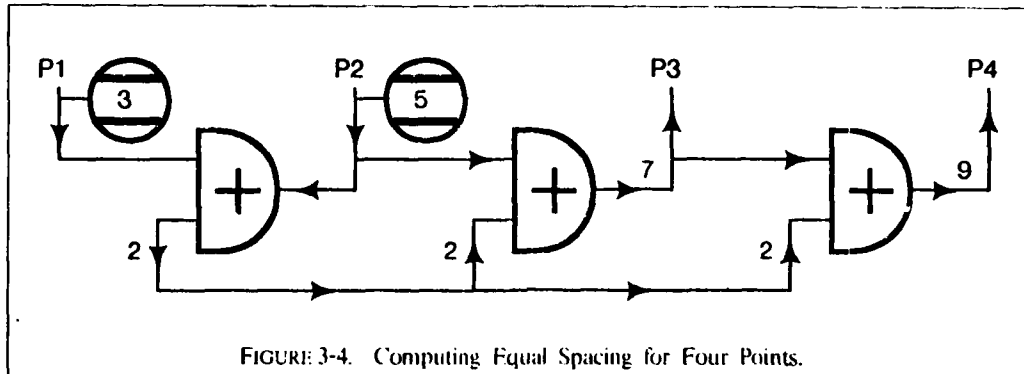 P1 P2 P3 P4
3 5
+ + +
7 9
2 2 2
FIGURE 3-4. Computing Equal Spacing for Four Points.